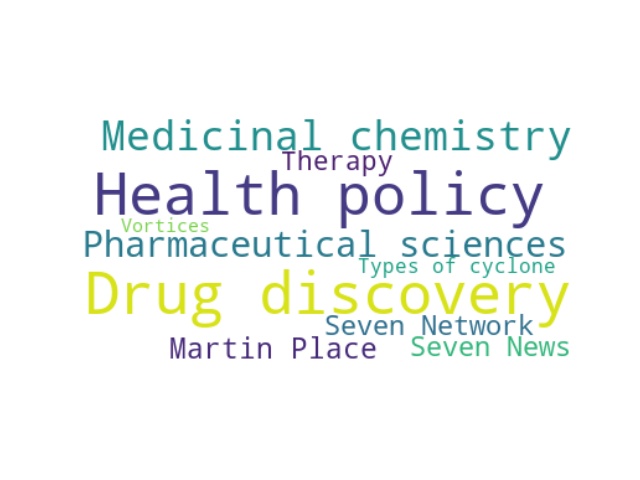 Medicinal chemistry
Therapy
Health policy
Vortices
Pharmaceutical sciences
Types of cyclone
Drug discovery
Seven Network
Martin Place
Seven News